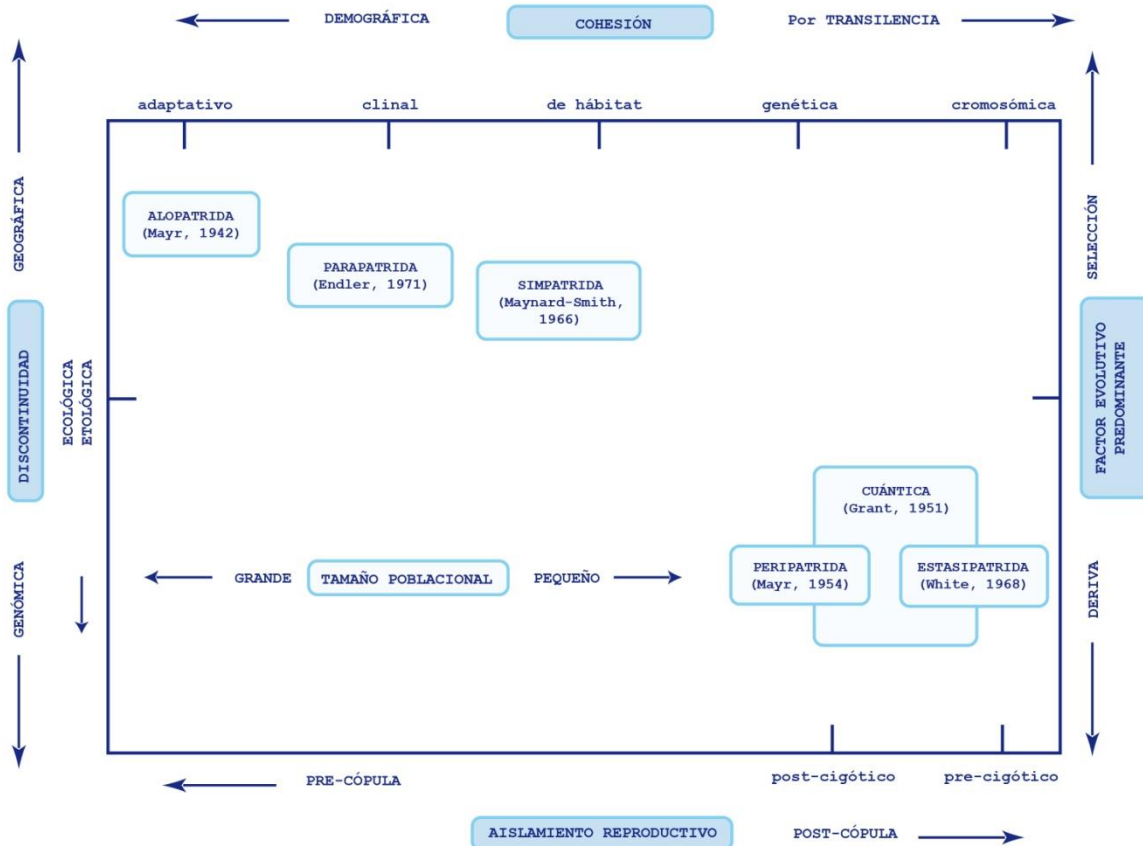 DEMOGRÁFICA
COHESIÓN
Por TRANSILENCIA
adaptativo
clinal
de hábitat
genética
cromosómica
GEOGRÁFICA
DISCONTINUIDAD
GENÓMICA
ECOLÓGICA
ETOLÓGICA
ALOPATRIDA
(Mayr, 1942)
PARAPATRIDA
(Endler, 1971)
SIMPATRIDA
(Maynard-Smith,
1966)
CUÁNTICA
(Grant, 1951)
PERIPATRIDA
(Mayr, 1954)
ESTASIPATRIDA
(White, 1968)
GRANDE
TAMAÑO POBLACIONAL
PEQUEÑO
SELECCIÓN
FACTOR EVOLUTIVO
PREDOMINANTE
DERIVA
PRE-CÓPULA
post-cigótico
pre-cigótico
AISLAMIENTO REPRODUCTIVO
POST-CÓPULA